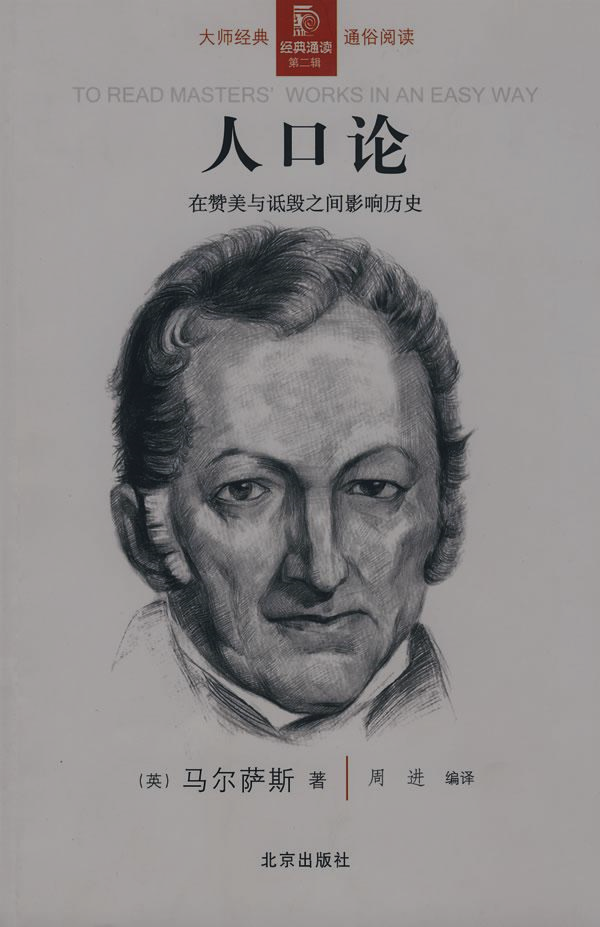 大师经典 经典通读 通俗阅读
第二辑
TO READ MASTERS' WORKS IN AN EASY WAY
人口论
在赞美与诋毁之间影响历史
(英) 马尔萨斯 著 周进 编译
北京出版社